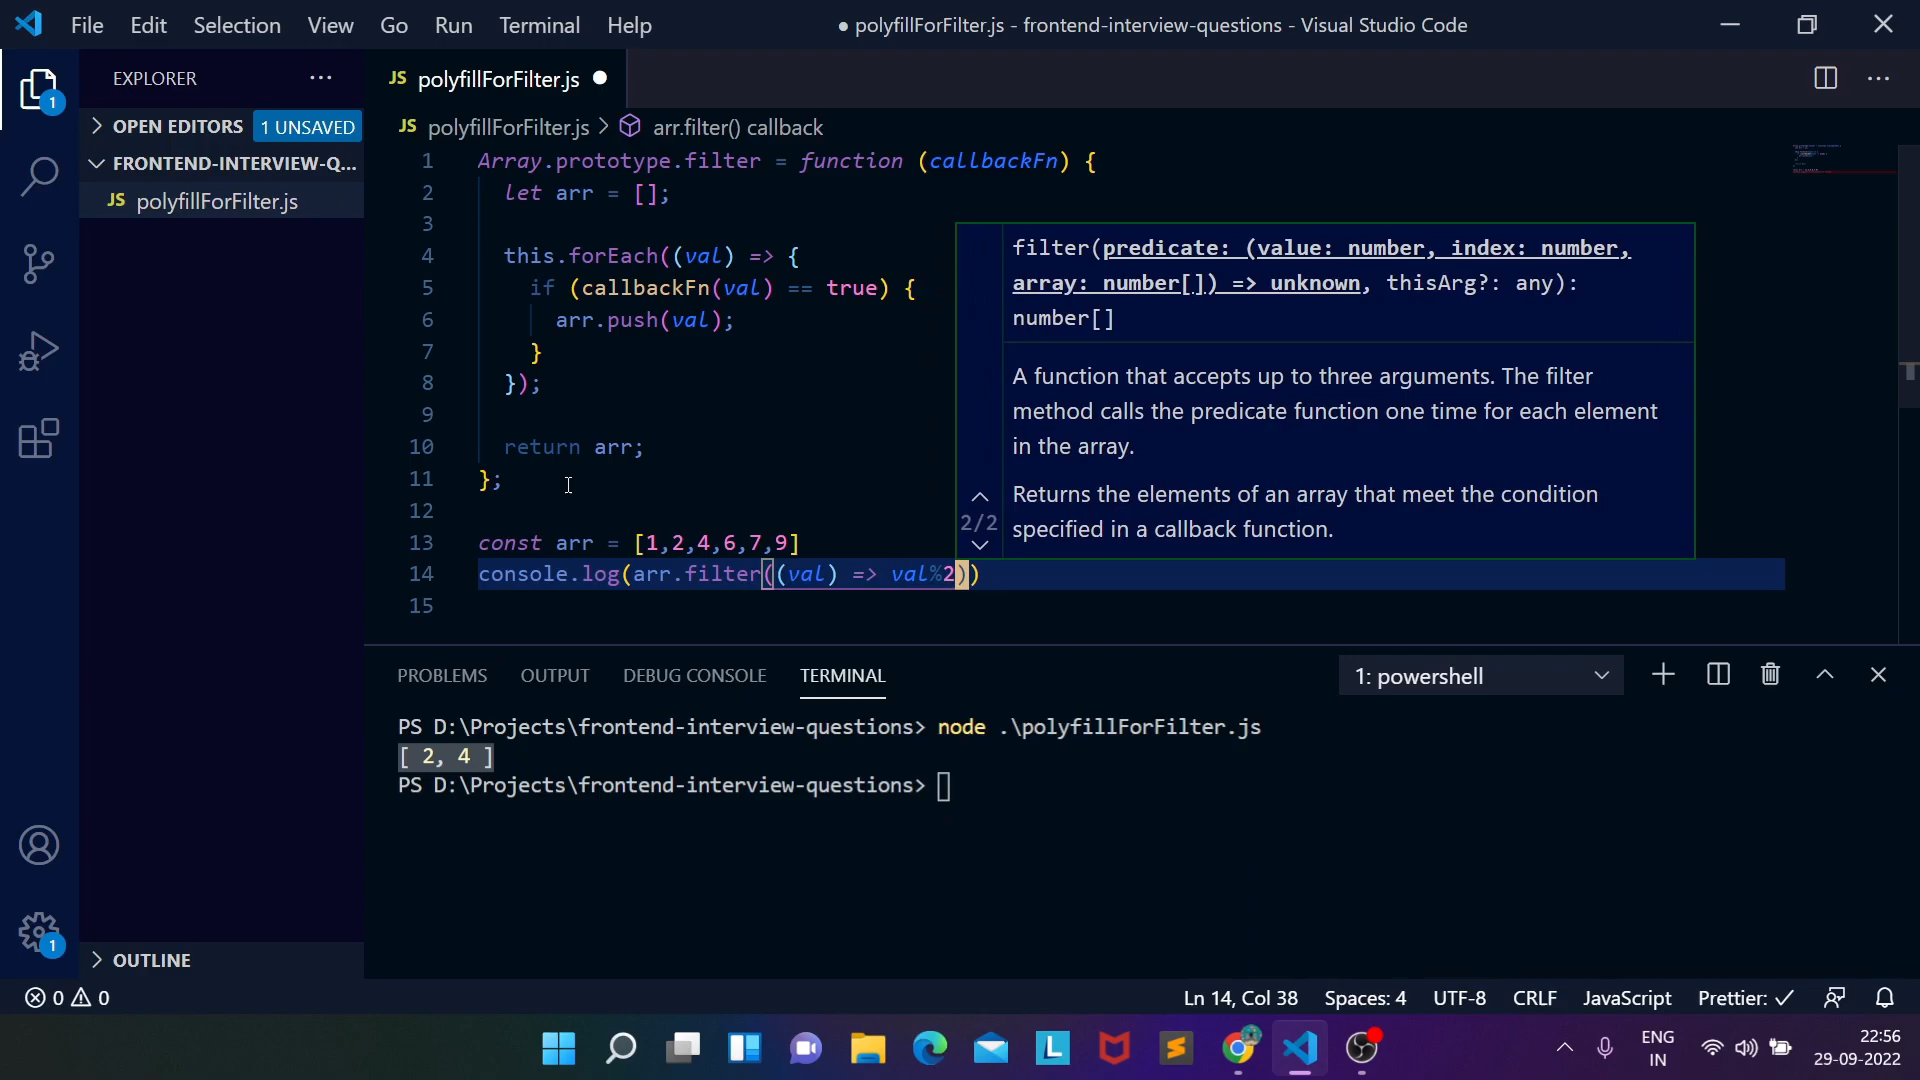 File Edit Selection View Go Run Terminal Help
● polyfillForFilter.js - frontend-interview-questions - Visual Studio Code
EXPLORER
JS polyfillForFilter.js
OPEN EDITORS 1 UNSAVED
JS polyfillForFilter.js > arr.filter() callback
FRONTEND-INTERVIEW-Q...
JS polyfillForFilter.js
1 Array.prototype.filter = function (callbackFn) {
2 let arr = [];
3
4 this.forEach((val) => {
5 if (callbackFn(val) == true) {
6 arr.push(val);
7 }
8 });
9
10 return arr;
11 };
12
13 const arr = [1,2,4,6,7,9]
14 console.log(arr.filter((val) => val%2))
15
filter(predicate: (value: number, index: number,
array: number[]) => unknown, thisArg?: any):
number[]
A function that accepts up to three arguments. The filter
method calls the predicate function one time for each element
in the array.
2/2
Returns the elements of an array that meet the condition
specified in a callback function.
PROBLEMS OUTPUT DEBUG CONSOLE TERMINAL 1: powershell
PS D:\Projects\frontend-interview-questions> node .\polyfillForFilter.js
[ 2, 4 ]
PS D:\Projects\frontend-interview-questions>
1
1
OUTLINE
0 0 Ln 14, Col 38 Spaces: 4 UTF-8 CRLF JavaScript Prettier: ✓
L
ENG
IN
22:56
29-09-2022